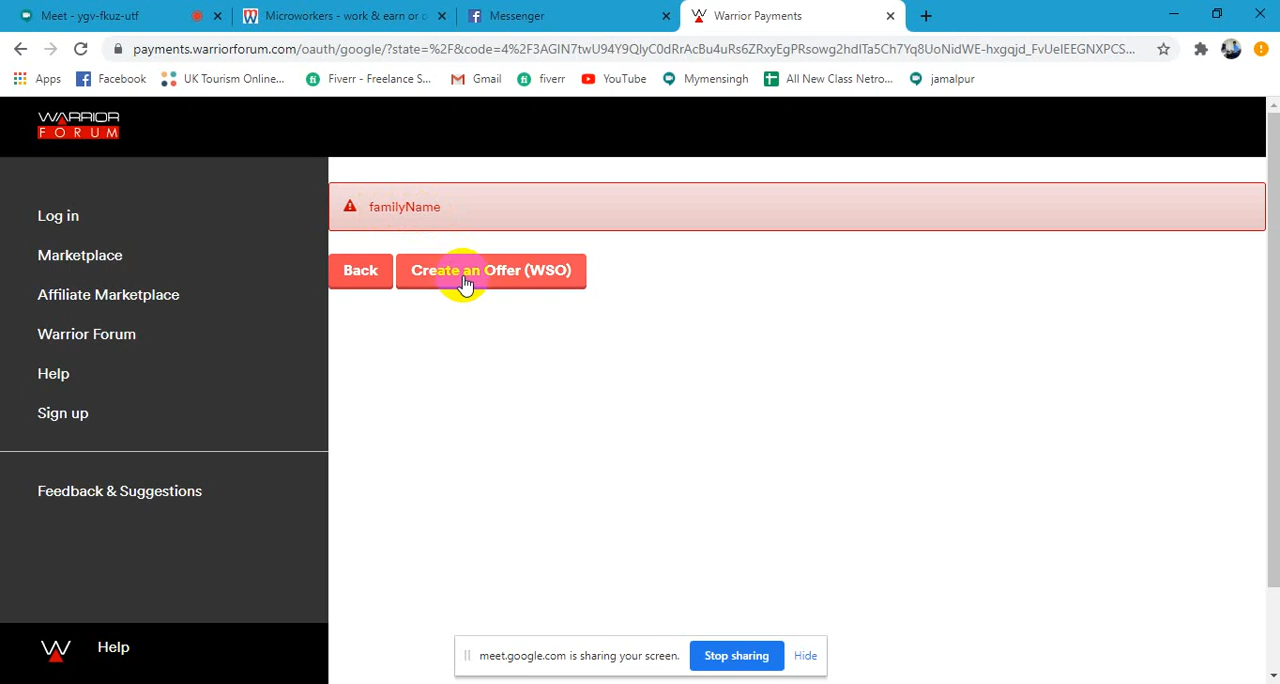 Meet - ygv-fkuz-utf
Microworkers - work & earn or o
Messenger
Warrior Payments
payments.warriorforum.com/oauth/google/?state=%2F&code=4%2F3AGIN7twU94Y9QlyC0dRrAcBu4uRs6ZRxyEgPRsowg2hdlTa5Ch7Yq8UoNidWE-hxgqjd_FvUeIEEGNXPCS...
Apps
Facebook
UK Tourism Online...
Fiverr - Freelance S...
Gmail
fiverr
YouTube
Mymensingh
All New Class Netro...
jamalpur
WARRIOR
FORUM
Log in
Marketplace
Affiliate Marketplace
Warrior Forum
Help
Sign up
Feedback & Suggestions
Help
familyName
Back
Create an Offer (WSO)
meet.google.com is sharing your screen.
Stop sharing
Hide